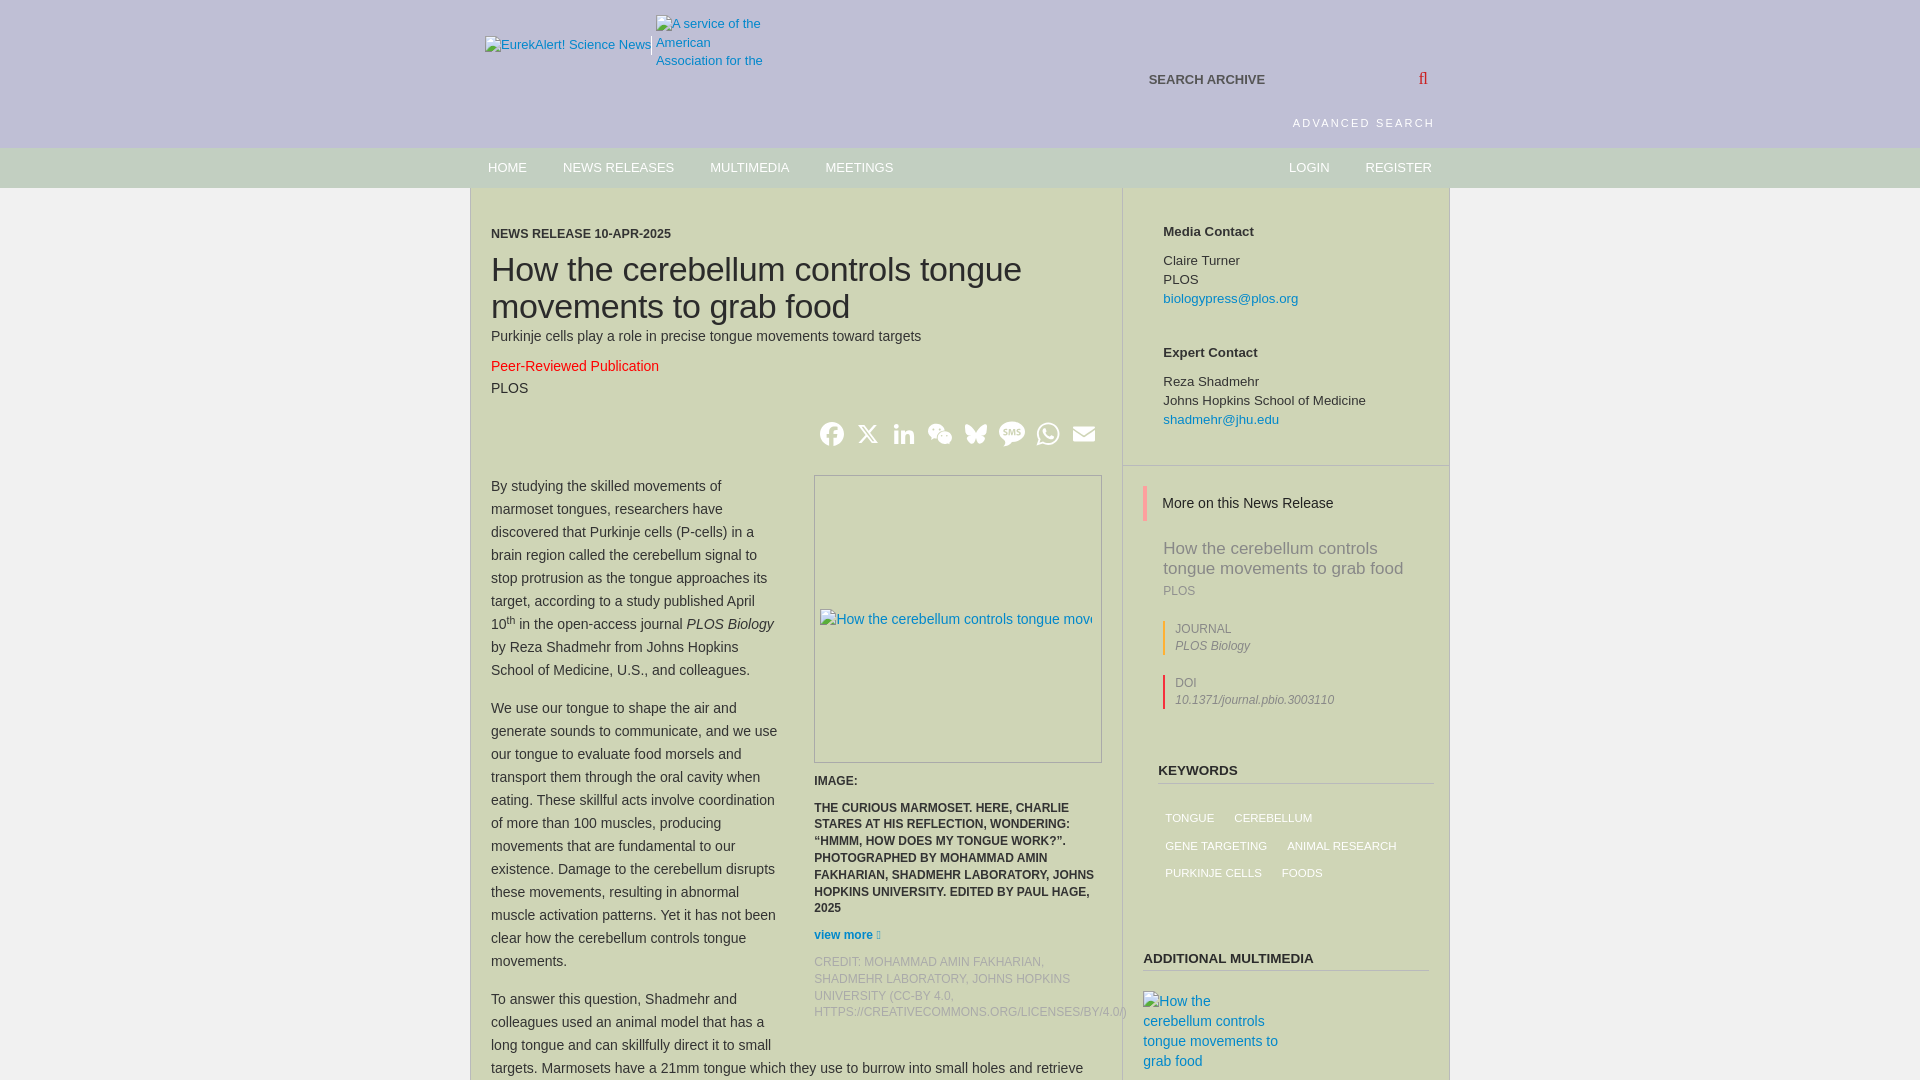 EurekAlert! Science News
A service of the
American
Association for the
SEARCH ARCHIVE
ADVANCED SEARCH
HOME NEWS RELEASES MULTIMEDIA MEETINGS LOGIN REGISTER
NEWS RELEASE 10-APR-2025
How the cerebellum controls tongue
movements to grab food
Purkinje cells play a role in precise tongue movements toward targets
Peer-Reviewed Publication
PLOS
By studying the skilled movements of
marmoset tongues, researchers have
discovered that Purkinje cells (P-cells) in a
brain region called the cerebellum signal to
stop protrusion as the tongue approaches its
target, according to a study published April
10th in the open-access journal PLOS Biology
by Reza Shadmehr from Johns Hopkins
School of Medicine, U.S., and colleagues.
We use our tongue to shape the air and
generate sounds to communicate, and we use
our tongue to evaluate food morsels and
transport them through the oral cavity when
eating. These skillful acts involve coordination
of more than 100 muscles, producing
movements that are fundamental to our
existence. Damage to the cerebellum disrupts
these movements, resulting in abnormal
muscle activation patterns. Yet it has not been
clear how the cerebellum controls tongue
movements.
To answer this question, Shadmehr and
colleagues used an animal model that has a
long tongue and can skillfully direct it to small
targets. Marmosets have a 21mm tongue which they use to burrow into small holes and retrieve
How the cerebellum controls tongue
IMAGE:
THE CURIOUS MARMOSET. HERE, CHARLIE
STARES AT HIS REFLECTION, WONDERING:
“HMMM, HOW DOES MY TONGUE WORK?”.
PHOTOGRAPHED BY MOHAMMAD AMIN
FAKHARIAN, SHADMEHR LABORATORY, JOHNS
HOPKINS UNIVERSITY. EDITED BY PAUL HAGE,
2025
view more
CREDIT: MOHAMMAD AMIN FAKHARIAN,
SHADMEHR LABORATORY, JOHNS HOPKINS
UNIVERSITY (CC-BY 4.0,
HTTPS://CREATIVECOMMONS.ORG/LICENSES/BY/4.0/)
Media Contact
Claire Turner
PLOS
biologypress@plos.org
Expert Contact
Reza Shadmehr
Johns Hopkins School of Medicine
shadmehr@jhu.edu
More on this News Release
How the cerebellum controls
tongue movements to grab food
PLOS
JOURNAL
PLOS Biology
DOI
10.1371/journal.pbio.3003110
KEYWORDS
TONGUE CEREBELLUM
GENE TARGETING ANIMAL RESEARCH
PURKINJE CELLS FOODS
ADDITIONAL MULTIMEDIA
How the
cerebellum controls
tongue movements to
grab food